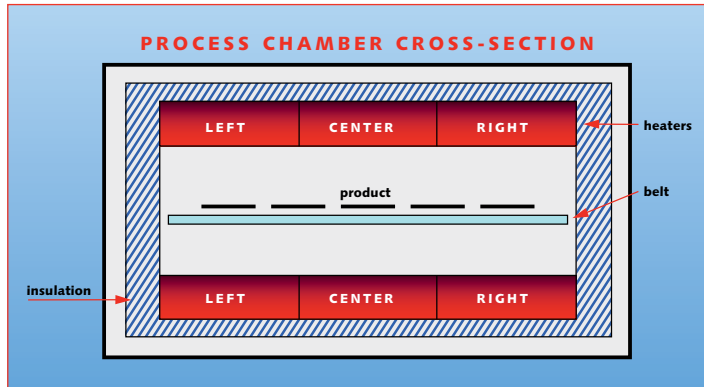 PROCESS CHAMBER CROSS-SECTION
LEFT CENTER RIGHT
heaters
product
belt
insulation
LEFT CENTER RIGHT